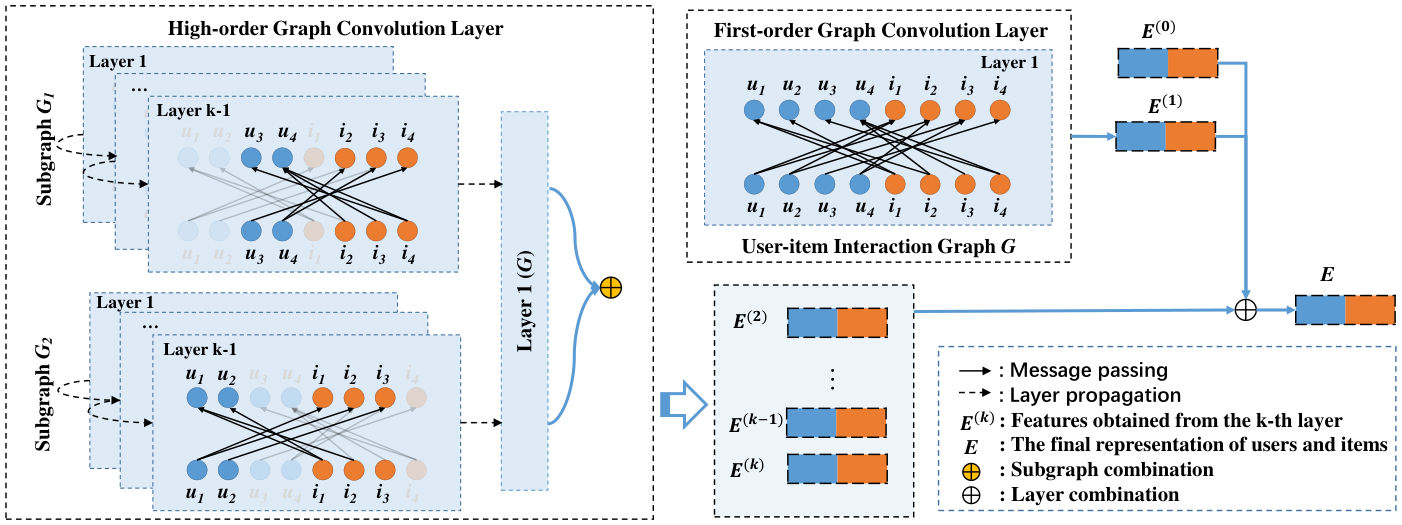 High-order Graph Convolution Layer
Subgraph G1
Layer 1
...
Layer k-1
u1 u2 u3 u4 i1 i2 i3 i4
u1 u2 u3 u4 i1 i2 i3 i4
Subgraph G2
Layer 1
...
Layer k-1
u1 u2 u3 u4 i1 i2 i3 i4
u1 u2 u3 u4 i1 i2 i3 i4
Layer 1 (G)
First-order Graph Convolution Layer
Layer 1
u1 u2 u3 u4 i1 i2 i3 i4
u1 u2 u3 u4 i1 i2 i3 i4
User-item Interaction Graph G
E(0)
E(1)
E(2)
⋮
E(k-1)
E(k)
E
: Message passing
: Layer propagation
E(k) : Features obtained from the k-th layer
E : The final representation of users and items
: Subgraph combination
: Layer combination